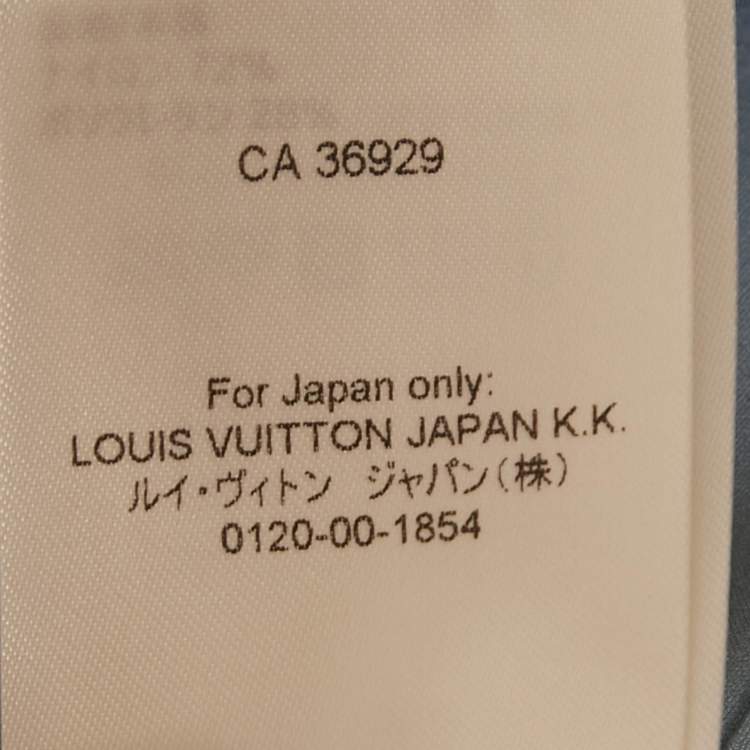 CA 36929
For Japan only:
LOUIS VUITTON JAPAN K.K.
ルイ・ヴィトン ジャパン(株)
0120-00-1854